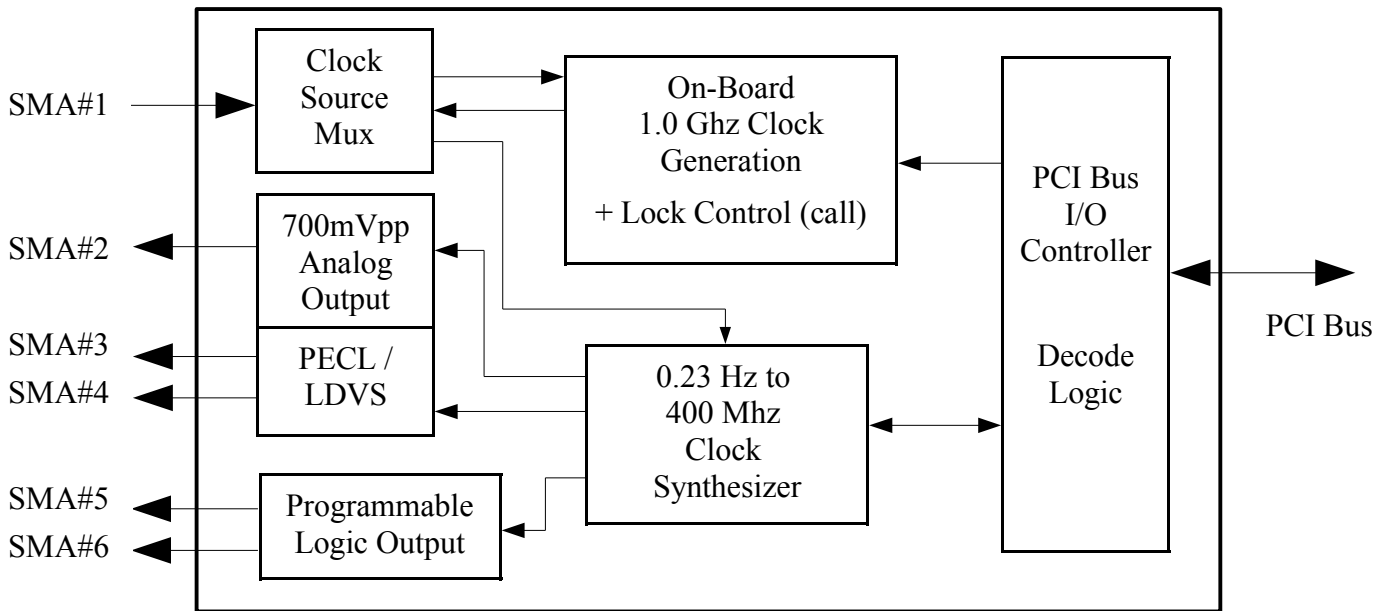 SMA#1
Clock
Source
Mux
On-Board
1.0 Ghz Clock
Generation
+ Lock Control (call)
PCI Bus
I/O
Controller
Decode
Logic
PCI Bus
SMA#2
700mVpp
Analog
Output
SMA#3
SMA#4
PECL /
LDVS
0.23 Hz to
400 Mhz
Clock
Synthesizer
SMA#5
SMA#6
Programmable
Logic Output